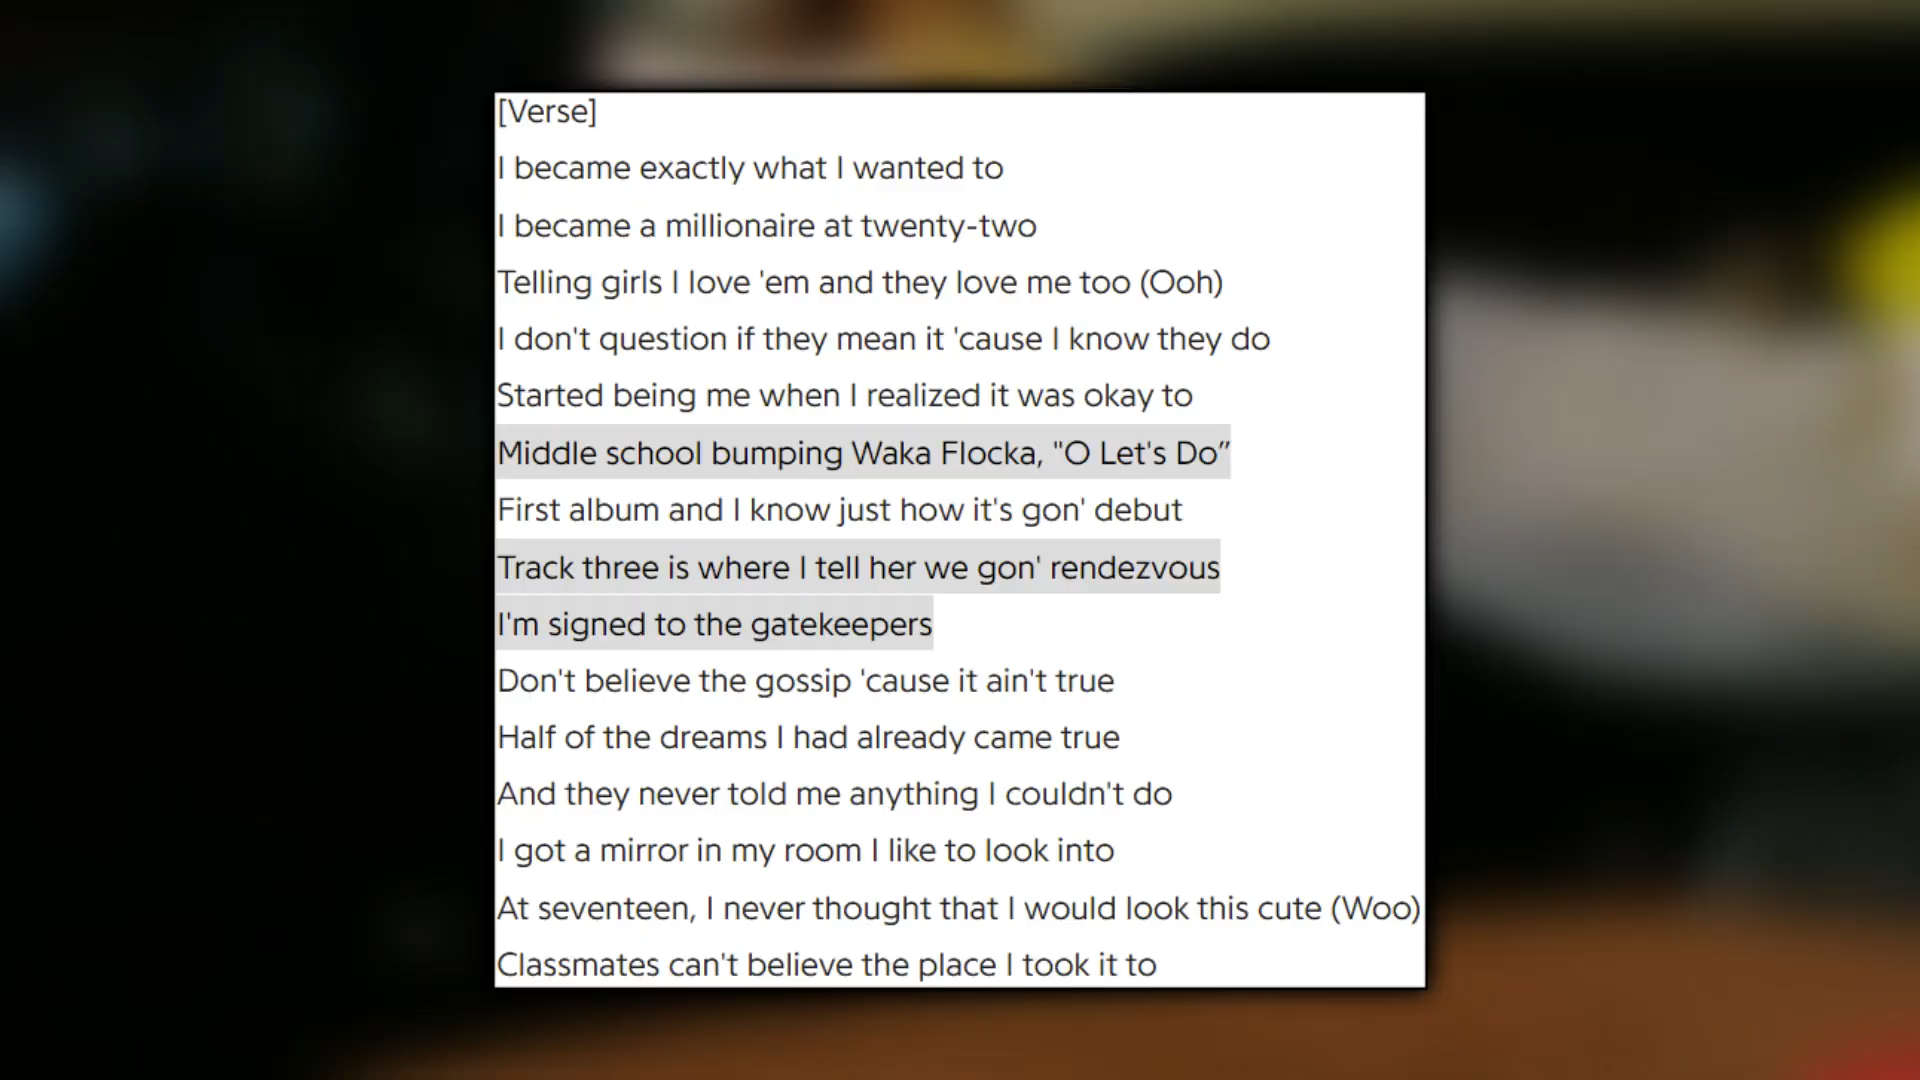 [Verse]
I became exactly what I wanted to
I became a millionaire at twenty-two
Telling girls I love 'em and they love me too (Ooh)
I don't question if they mean it 'cause I know they do
Started being me when I realized it was okay to
Middle school bumping Waka Flocka, "O Let's Do”
First album and I know just how it's gon' debut
Track three is where I tell her we gon' rendezvous
I'm signed to the gatekeepers
Don't believe the gossip 'cause it ain't true
Half of the dreams I had already came true
And they never told me anything I couldn't do
I got a mirror in my room I like to look into
At seventeen, I never thought that I would look this cute (Woo)
Classmates can't believe the place I took it to